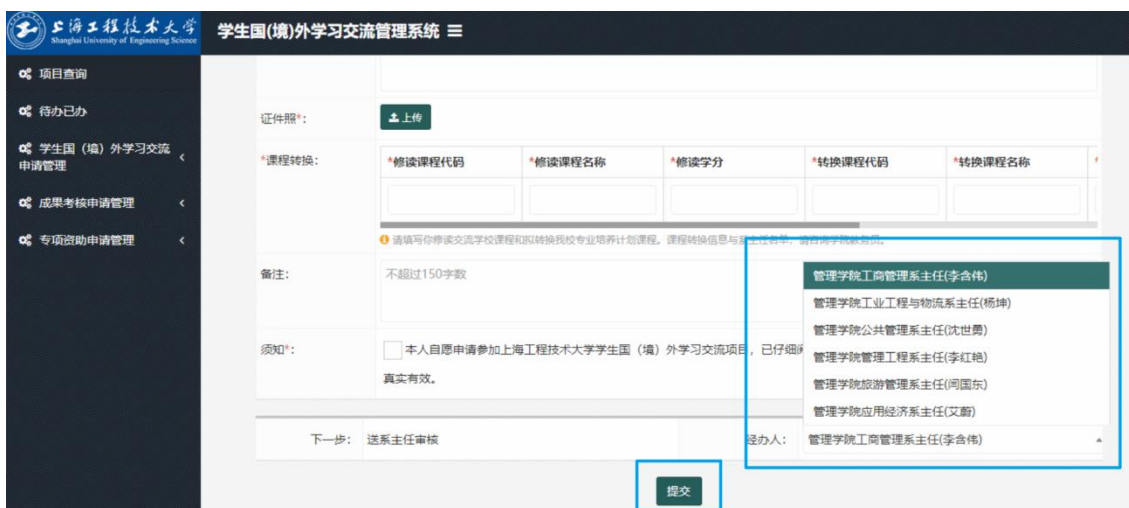 上海工程技术大学
Shanghai University of Engineering Science
学生国(境)外学习交流管理系统
项目查询
待办已办
学生国（境）外学习交流
申请管理
成果考核申请管理
专项资助申请管理
证件照*：
上传
*课程转换：
*修读课程代码 *修读课程名称 *修读学分 *转换课程代码 *转换课程名称 *
请填写你修读交流学校课程和拟转换我校专业培养计划课程。课程转换信息与系主任名单，请咨询学院教务员。
备注：
不超过150字数
管理学院工商管理系主任(李含伟)
管理学院工业工程与物流系主任(杨坤)
管理学院公共管理系主任(沈世勇)
管理学院管理工程系主任(李红艳)
管理学院旅游管理系主任(闫国东)
管理学院应用经济系主任(艾蔚)
须知*：
本人自愿申请参加上海工程技术大学学生国（境）外学习交流项目，已仔细阅
真实有效。
下一步： 送系主任审核 经办人： 管理学院工商管理系主任(李含伟)
提交